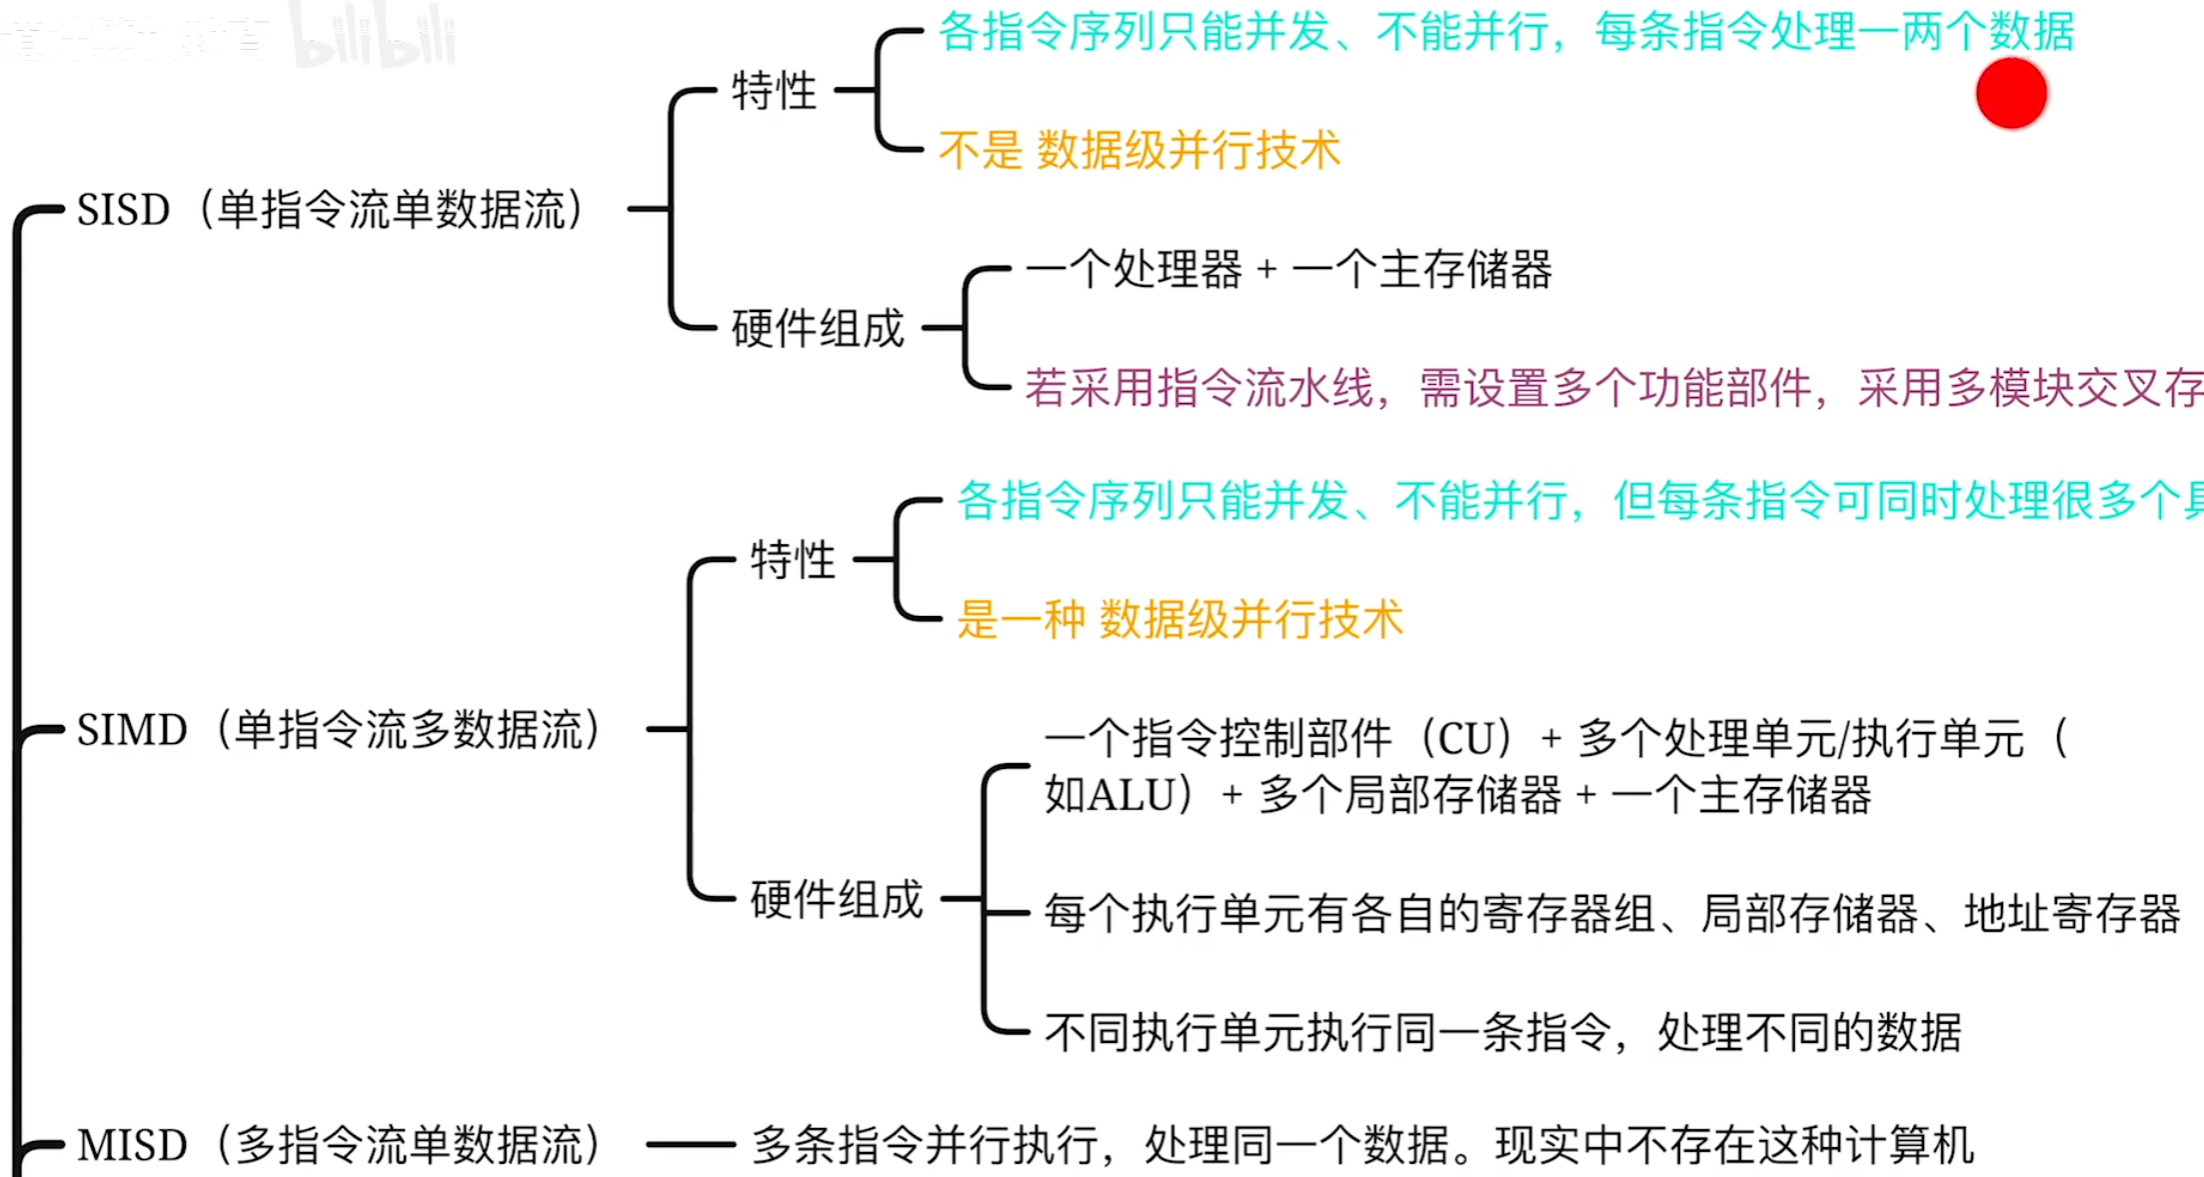 bilibili
各指令序列只能并发、不能并行，每条指令处理一两个数据
特性
不是 数据级并行技术
SISD（单指令流单数据流）
一个处理器 + 一个主存储器
硬件组成
若采用指令流水线，需设置多个功能部件，采用多模块交叉存
各指令序列只能并发、不能并行，但每条指令可同时处理很多个具
特性
是一种 数据级并行技术
SIMD（单指令流多数据流）
一个指令控制部件（CU）+ 多个处理单元/执行单元（
如ALU）+ 多个局部存储器 + 一个主存储器
硬件组成
每个执行单元有各自的寄存器组、局部存储器、地址寄存器
不同执行单元执行同一条指令，处理不同的数据
MISD（多指令流单数据流）
多条指令并行执行，处理同一个数据。现实中不存在这种计算机